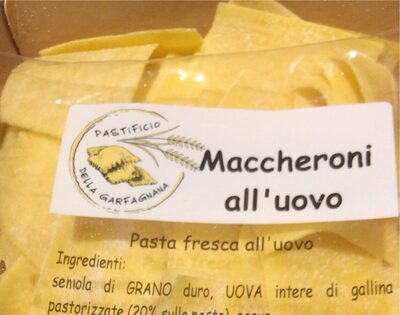 PASTIFICIO
DELLA GARFAGNANA
Maccheroni
all'uovo
Pasta fresca all'uovo
Ingredienti:
semola di GRANO duro, UOVA intere di gallina
pastorizzate (20% sulla pasta), acqua